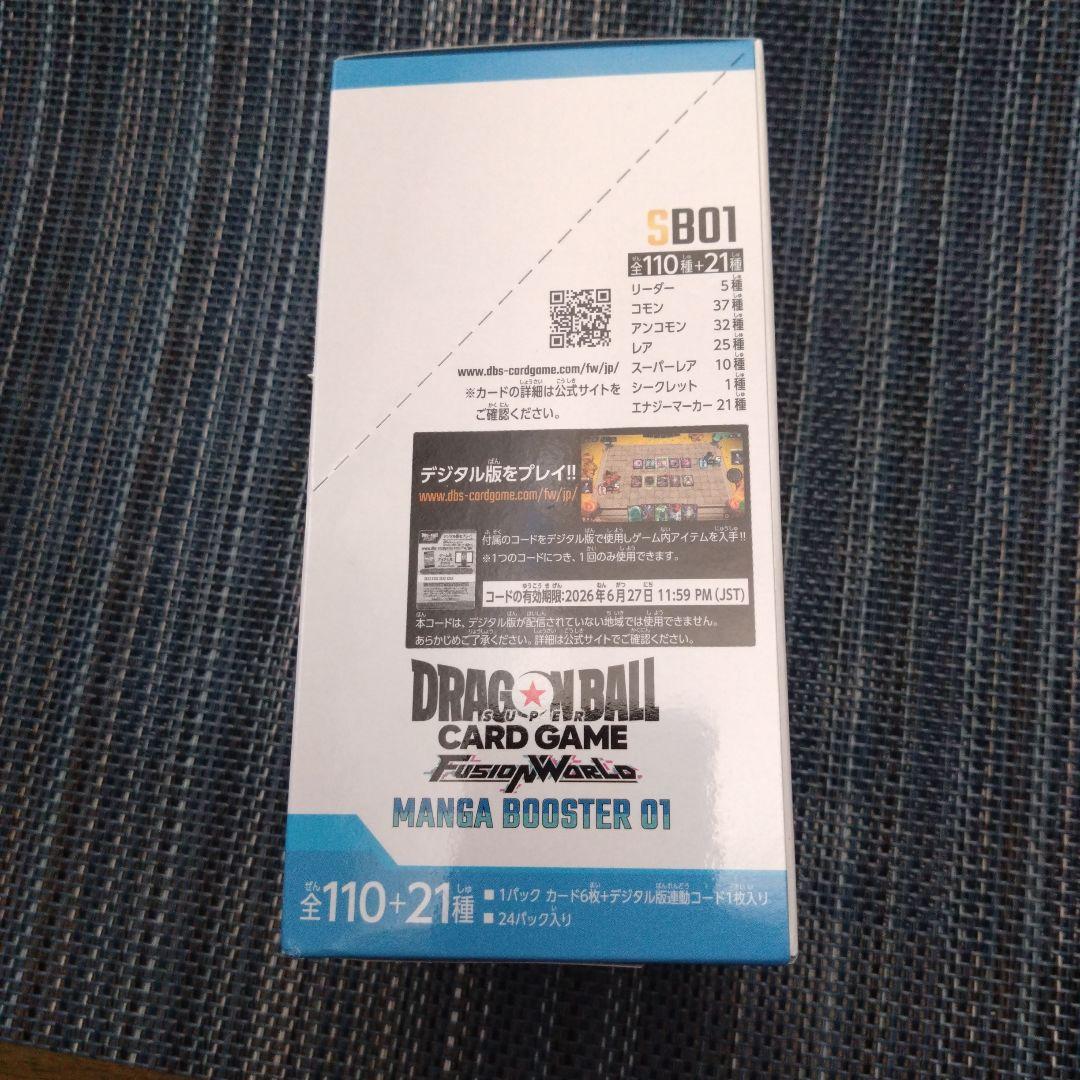 SB01
全110種+21種
リーダー 5種
コモン 37種
アンコモン 32種
レア 25種
スーパーレア 10種
シークレット 1種
エナジーマーカー 21種
www.dbs-cardgame.com/fw/jp/
※カードの詳細は公式サイトを
ご確認ください。
デジタル版をプレイ!!
www.dbs-cardgame.com/fw/jp/
付属のコードをデジタル版で使用しゲーム内アイテムを入手!!
※1つのコードにつき、1回のみ使用できます。
コードの有効期限:2026年6月27日 11:59 PM (JST)
本コードは、デジタル版が配信されていない地域では使用できません。
あらかじめご了承ください。詳細は公式サイトでご確認ください。
DRAGON BALL
SUPER
CARD GAME
FUSION WORLD
MANGA BOOSTER 01
全110+21種
■1パック カード6枚+デジタル版連動コード1枚入り
■24パック入り